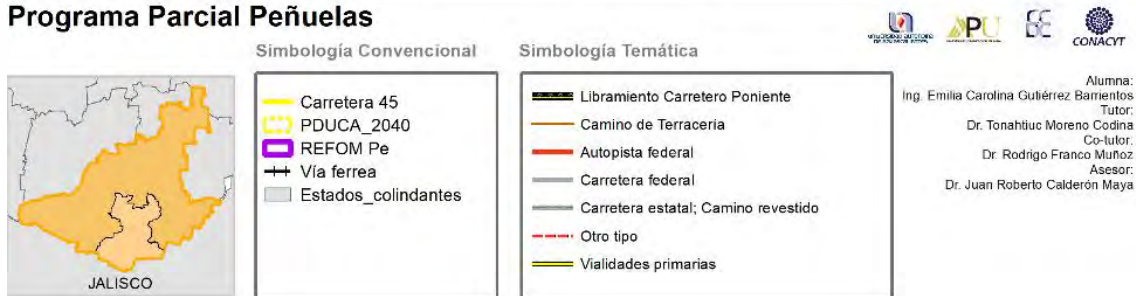 Programa Parcial Peñuelas
Simbología Convencional
Carretera 45
PDUCA_2040
REFOM Pe
Vía ferrea
Estados_colindantes
Simbología Temática
Libramiento Carretero Poniente
Camino de Terraceria
Autopista federal
Carretera federal
Carretera estatal; Camino revestido
Otro tipo
Vialidades primarias
JALISCO
APU
CONACYT
Alumna:
Ing. Emilia Carolina Gutiérrez Barrientos
Tutor:
Dr. Tonahtiuc Moreno Codina
Co-tutor:
Dr. Rodrigo Franco Muñoz
Asesor:
Dr. Juan Roberto Calderón Maya